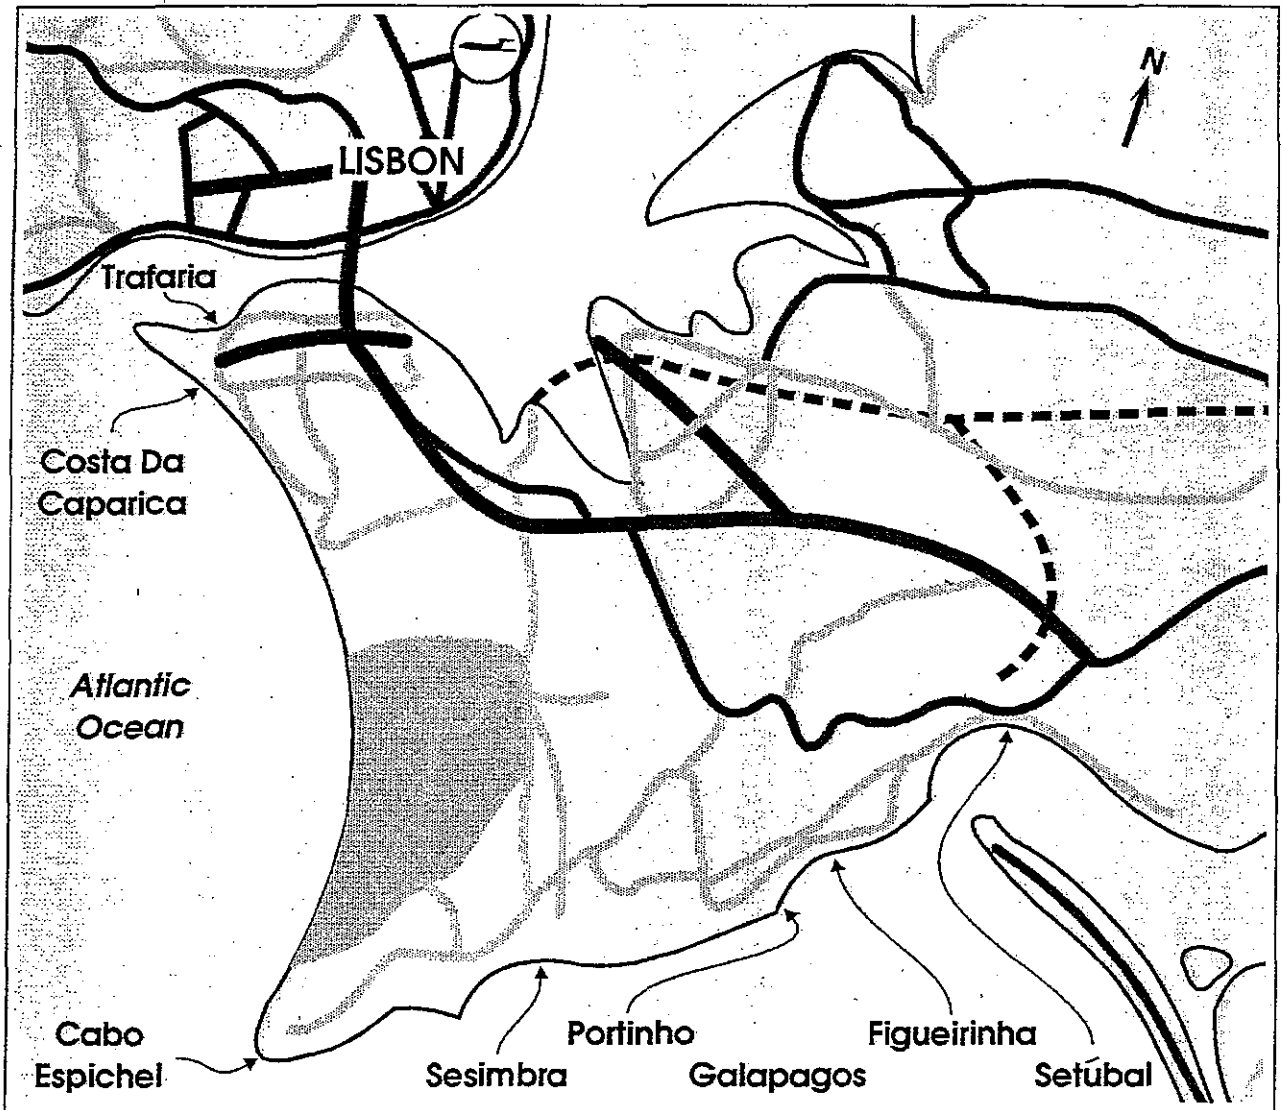 N
LISBON
Trafaria
Costa Da
Caparica
Atlantic
Ocean
Cabo
Espichel
Sesimbra
Portinho
Galapagos
Figueirinha
Setúbal